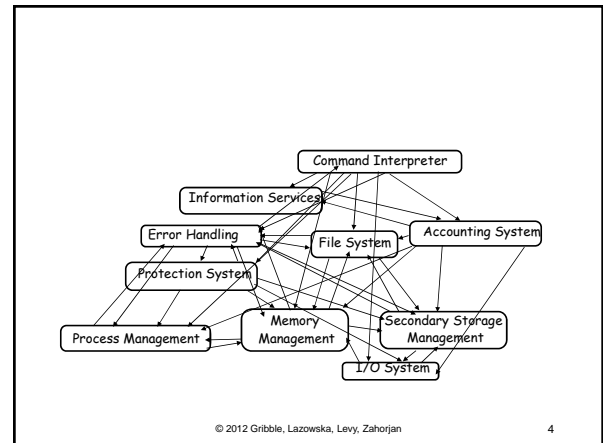 Command Interpreter
Information Services
Error Handling
File System
Accounting System
Protection System
Process Management
Memory
Management
Secondary Storage
Management
I/O System
© 2012 Gribble, Lazowska, Levy, Zahorjan
4